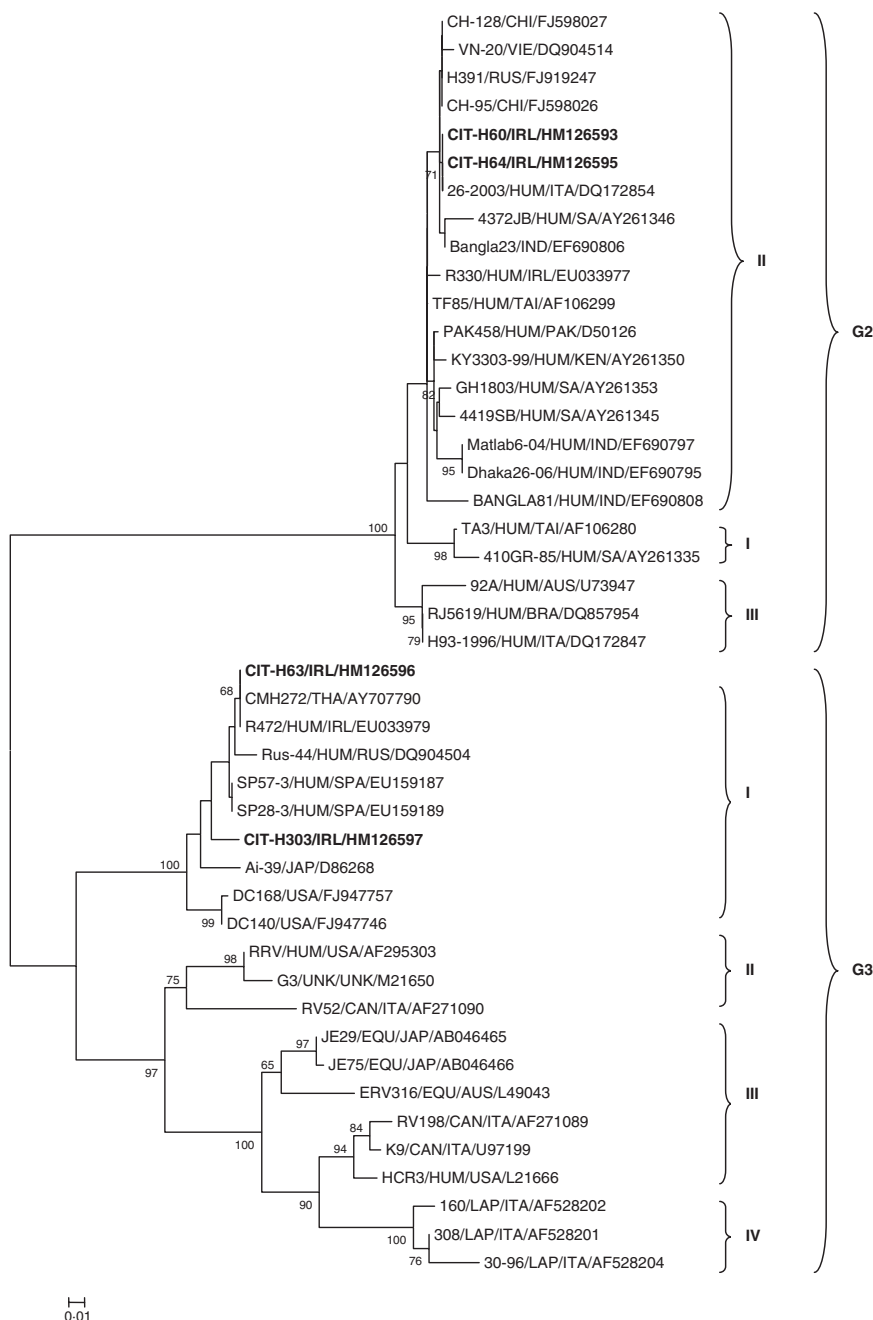 CH-128/CHI/FJ598027
VN-20/VIE/DQ904514
H391/RUS/FJ919247
CH-95/CHI/FJ598026
CIT-H60/IRL/HM126593
CIT-H64/IRL/HM126595
71
26-2003/HUM/ITA/DQ172854
4372JB/HUM/SA/AY261346
Bangla23/IND/EF690806
II
R330/HUM/IRL/EU033977
TF85/HUM/TAI/AF106299
PAK458/HUM/PAK/D50126
G2
KY3303-99/HUM/KEN/AY261350
GH1803/HUM/SA/AY261353
82
4419SB/HUM/SA/AY261345
Matlab6-04/HUM/IND/EF690797
95
Dhaka26-06/HUM/IND/EF690795
BANGLA81/HUM/IND/EF690808
100
TA3/HUM/TAI/AF106280
I
98
410GR-85/HUM/SA/AY261335
92A/HUM/AUS/U73947
95
RJ5619/HUM/BRA/DQ857954
III
79
H93-1996/HUM/ITA/DQ172847
CIT-H63/IRL/HM126596
68
CMH272/THA/AY707790
R472/HUM/IRL/EU033979
Rus-44/HUM/RUS/DQ904504
SP57-3/HUM/SPA/EU159187
I
SP28-3/HUM/SPA/EU159189
CIT-H303/IRL/HM126597
100
Ai-39/JAP/D86268
DC168/USA/FJ947757
99
DC140/USA/FJ947746
RRV/HUM/USA/AF295303
98
II
G3
75
G3/UNK/UNK/M21650
RV52/CAN/ITA/AF271090
JE29/EQU/JAP/AB046465
97
65
JE75/EQU/JAP/AB046466
97
ERV316/EQU/AUS/L49043
III
RV198/CAN/ITA/AF271089
84
100
94
K9/CAN/ITA/U97199
HCR3/HUM/USA/L21666
90
160/LAP/ITA/AF528202
100
308/LAP/ITA/AF528201
IV
76
30-96/LAP/ITA/AF528204
0·01